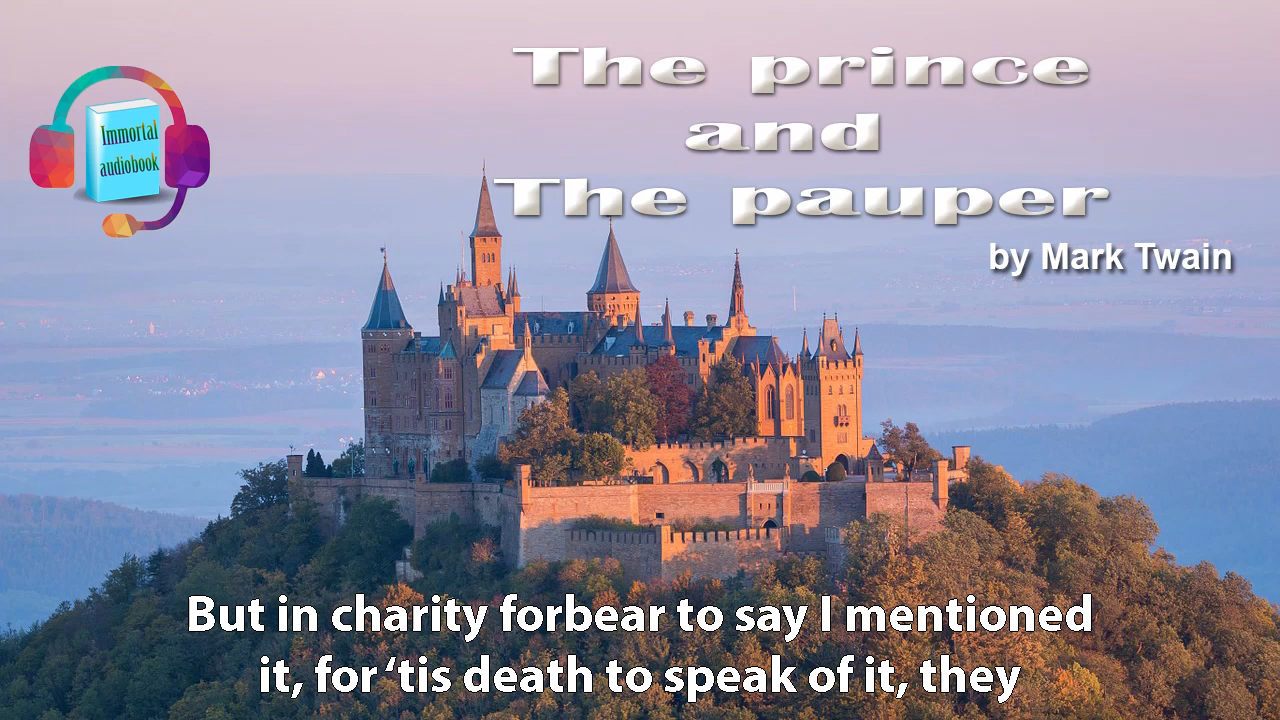 Immortal
audiobook
The prince
and
The pauper
by Mark Twain
But in charity forbear to say I mentioned
it, for ‘tis death to speak of it, they